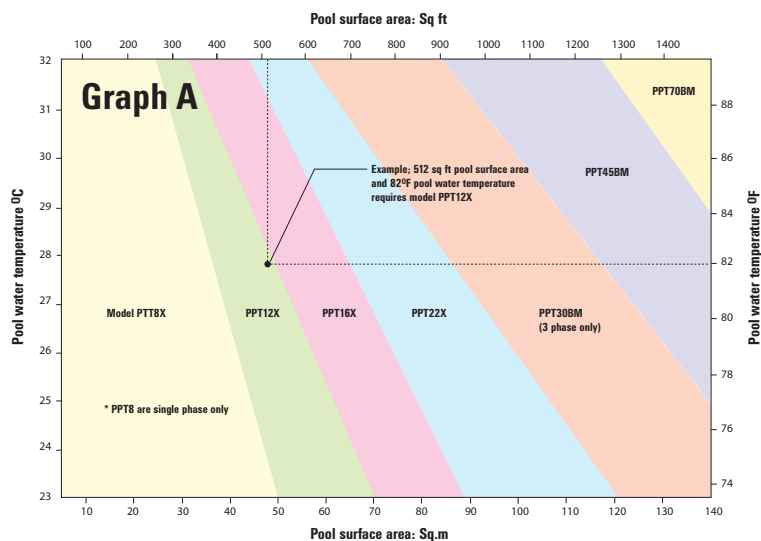 Pool surface area: Sq ft
100 200 300 400 500 600 700 800 900 1000 1100 1200 1300 1400
Graph A
32
31
30
29
28
27
26
25
24
23
Pool water temperature ⁰C
88
86
84
82
80
78
76
74
Pool water temperature ⁰F
PPT70BM
PPT45BM
Example; 512 sq ft pool surface area
and 82⁰F pool water temperature
requires model PPT12X
Model PTT8X
PPT12X
PPT16X
PPT22X
PPT30BM
(3 phase only)
* PPT8 are single phase only
10 20 30 40 50 60 70 80 90 100 110 120 130 140
Pool surface area: Sq.m